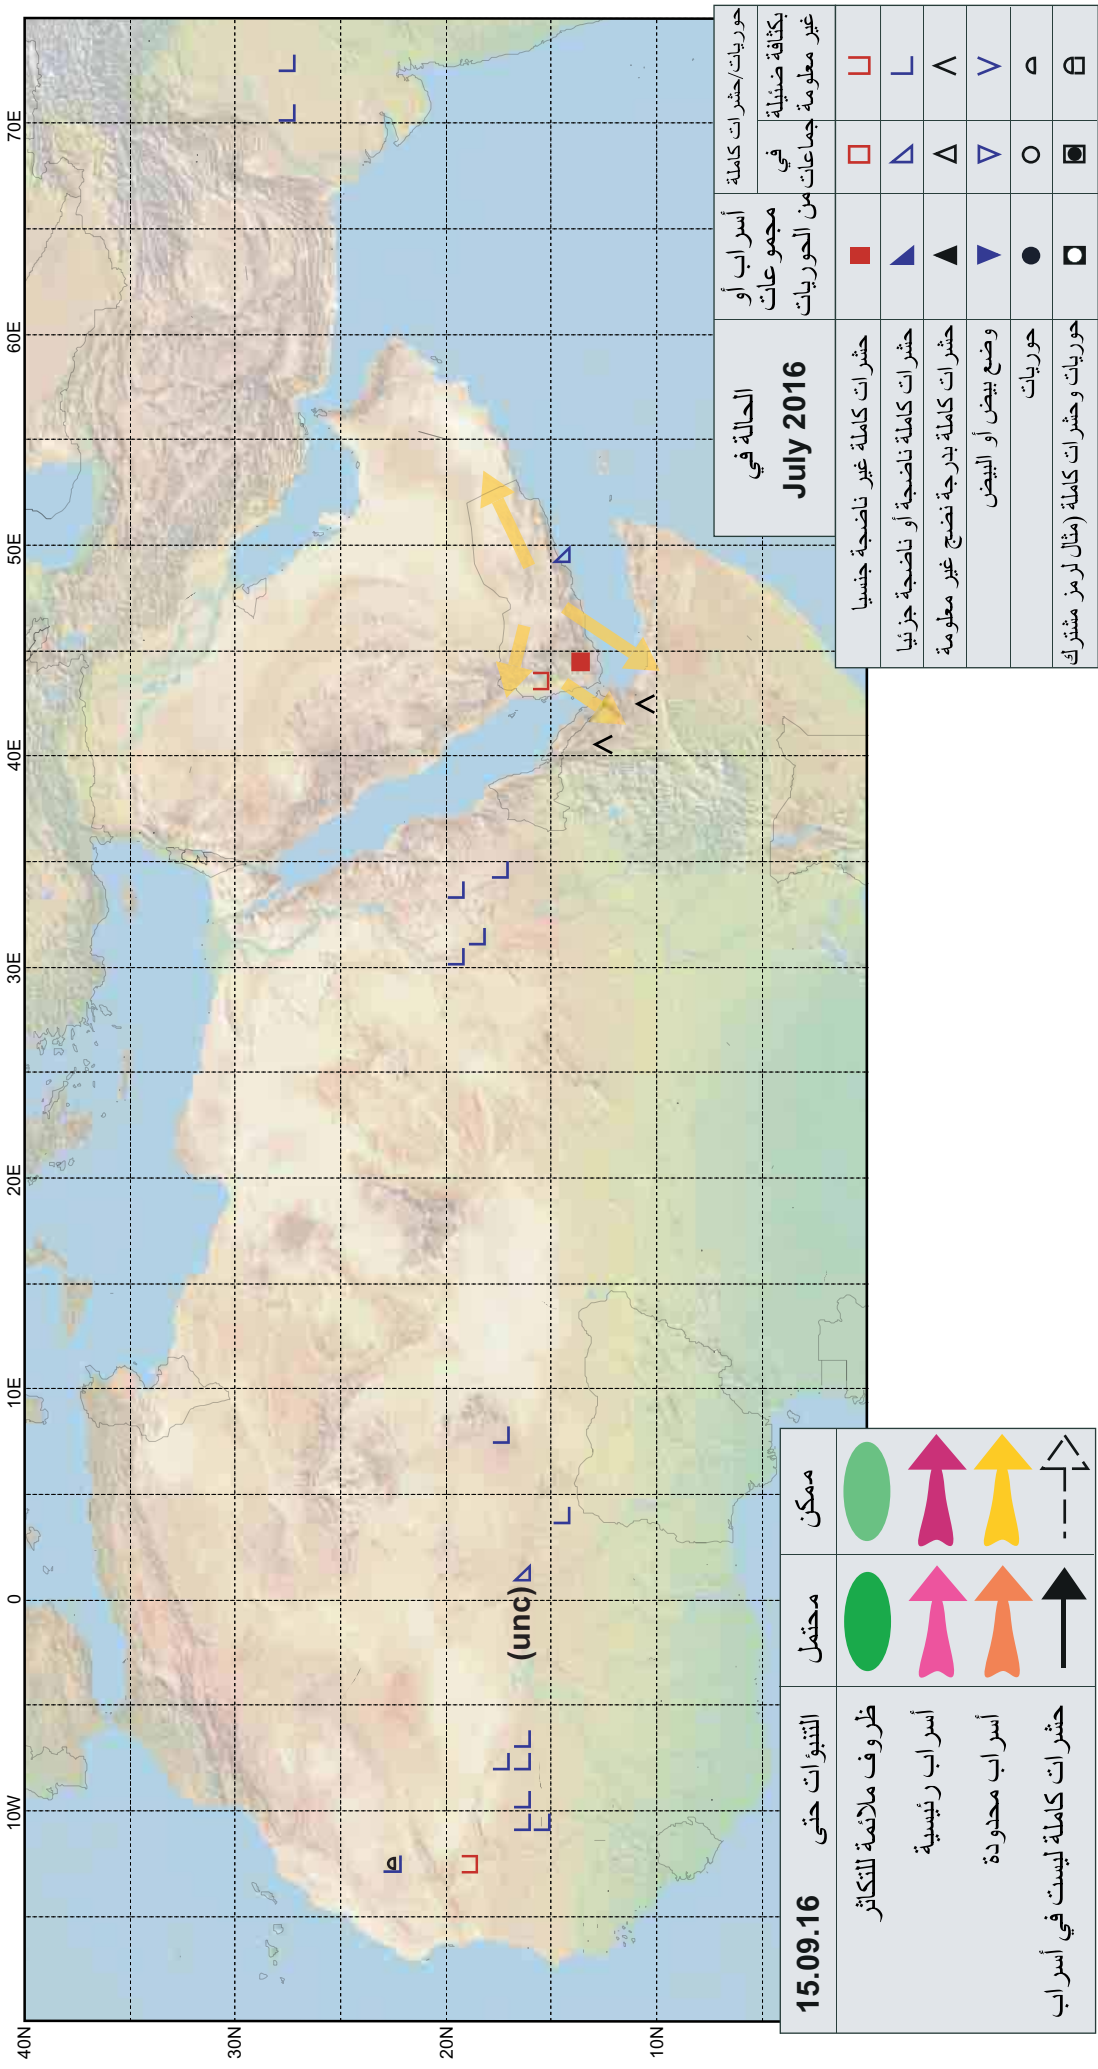 40N
30N
20N
10N
10W
0
10E
20E
30E
40E
50E
60E
70E
(unc)
الحالة في
July 2016
أسراب أو
مجموعات
من الحوريات
حوريات/حشرات كاملة
في
جماعات
بكثافة ضئيلة
غير معلومة
حشرات كاملة غير ناضجة جنسيا
حشرات كاملة ناضجة أو ناضجة جزئيا
حشرات كاملة بدرجة نضج غير معلومة
وضع بيض أو البيض
حوريات
حوريات وحشرات كاملة (مثال لرمز مشترك
15.09.16
التنبؤات حتى
محتمل
ممكن
ظروف ملائمة للتكاثر
أسراب رئيسية
أسراب محدودة
حشرات كاملة ليست في أسراب